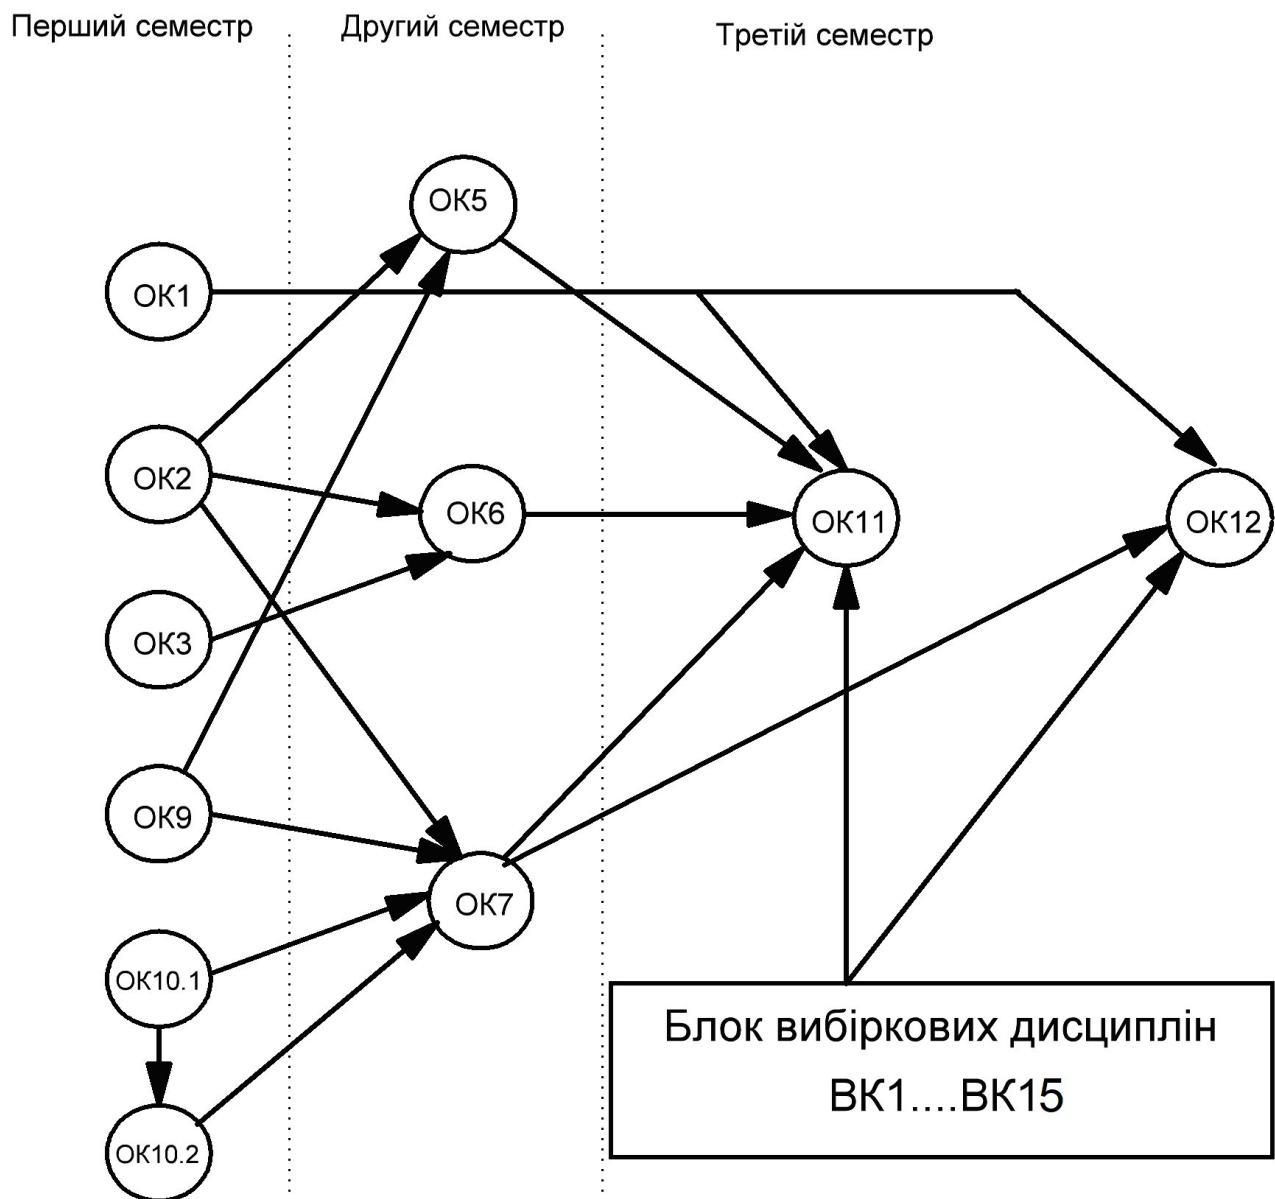 Перший семестр
Другий семестр
Третій семестр
ОК5
ОК1
ОК2
ОК6
ОК11
ОК12
ОК3
ОК9
ОК7
ОК10.1
ОК10.2
Блок вибіркових дисциплін
ВК1....ВК15